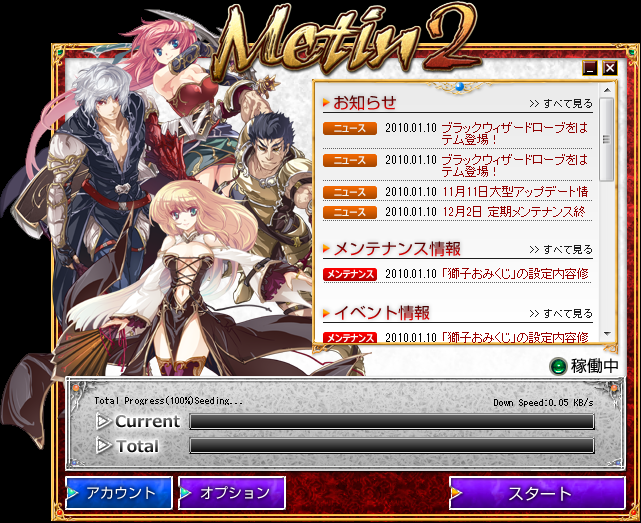 Metin2
お知らせ
>> すべて見る
ニュース 2010.01.10 ブラックウィザードローブをは
テム登場！
ニュース 2010.01.10 ブラックウィザードローブをは
テム登場！
ニュース 2010.01.10 11月11日大型アップデート情
ニュース 2010.01.10 12月2日 定期メンテナンス終
メンテナンス情報
>> すべて見る
メンテナンス 2010.01.10 「獅子おみくじ」の設定内容修
イベント情報
>> すべて見る
メンテナンス 2010.01.10 「獅子おみくじ」の設定内容修
稼働中
Total Progress(100%)Seeding...
Down Speed:0.05 KB/s
Current
Total
アカウント
オプション
スタート